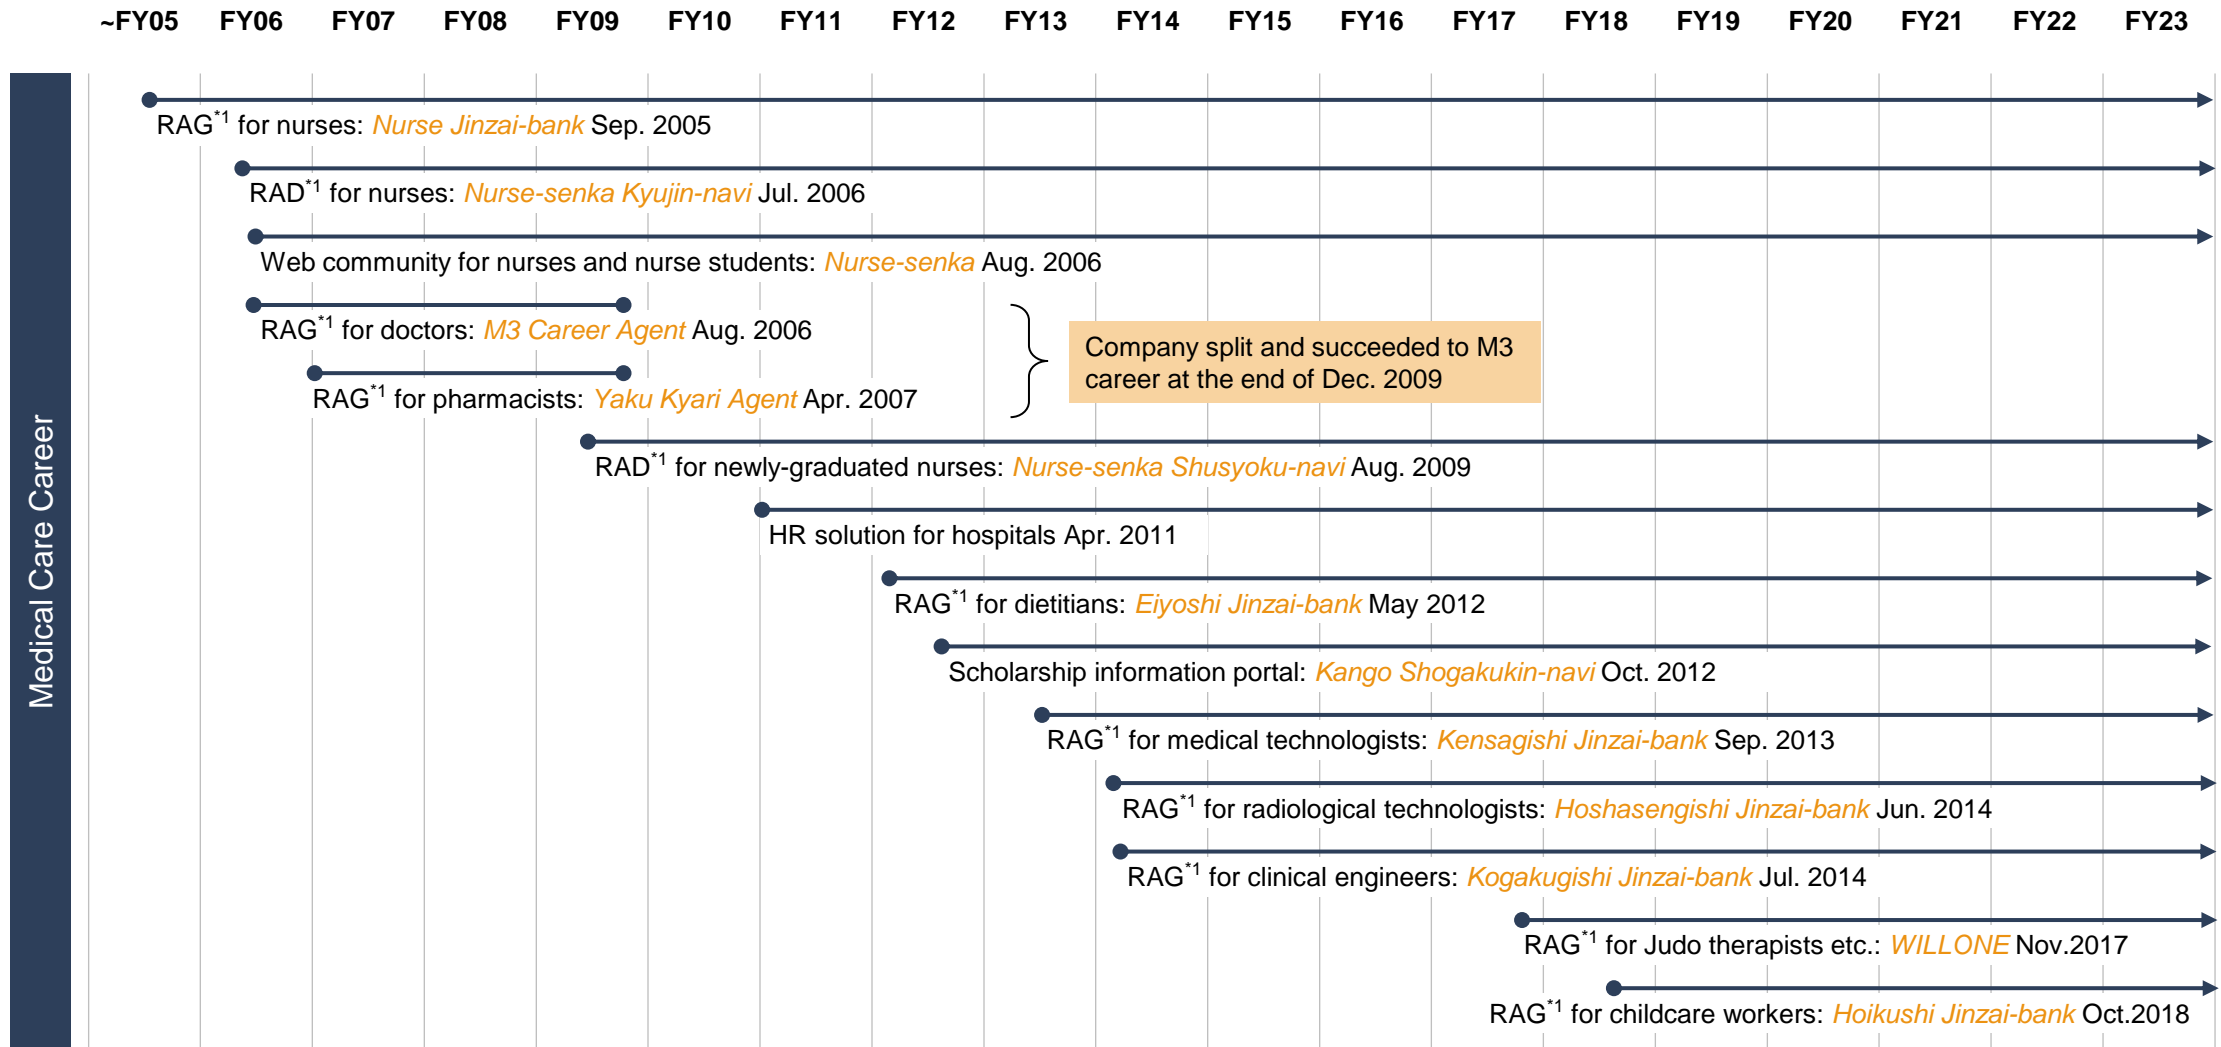 ~FY05 FY06 FY07 FY08 FY09 FY10 FY11 FY12 FY13 FY14 FY15 FY16 FY17 FY18 FY19 FY20 FY21 FY22 FY23
Medical Care Career
RAG*1 for nurses: Nurse Jinzai-bank Sep. 2005
RAD*1 for nurses: Nurse-senka Kyujin-navi Jul. 2006
Web community for nurses and nurse students: Nurse-senka Aug. 2006
RAG*1 for doctors: M3 Career Agent Aug. 2006
RAG*1 for pharmacists: Yaku Kyari Agent Apr. 2007
Company split and succeeded to M3
career at the end of Dec. 2009
RAD*1 for newly-graduated nurses: Nurse-senka Shusyoku-navi Aug. 2009
HR solution for hospitals Apr. 2011
RAG*1 for dietitians: Eiyoshi Jinzai-bank May 2012
Scholarship information portal: Kango Shogakukin-navi Oct. 2012
RAG*1 for medical technologists: Kensagishi Jinzai-bank Sep. 2013
RAG*1 for radiological technologists: Hoshasengishi Jinzai-bank Jun. 2014
RAG*1 for clinical engineers: Kogakugishi Jinzai-bank Jul. 2014
RAG*1 for Judo therapists etc.: WILLONE Nov.2017
RAG*1 for childcare workers: Hoikushi Jinzai-bank Oct.2018